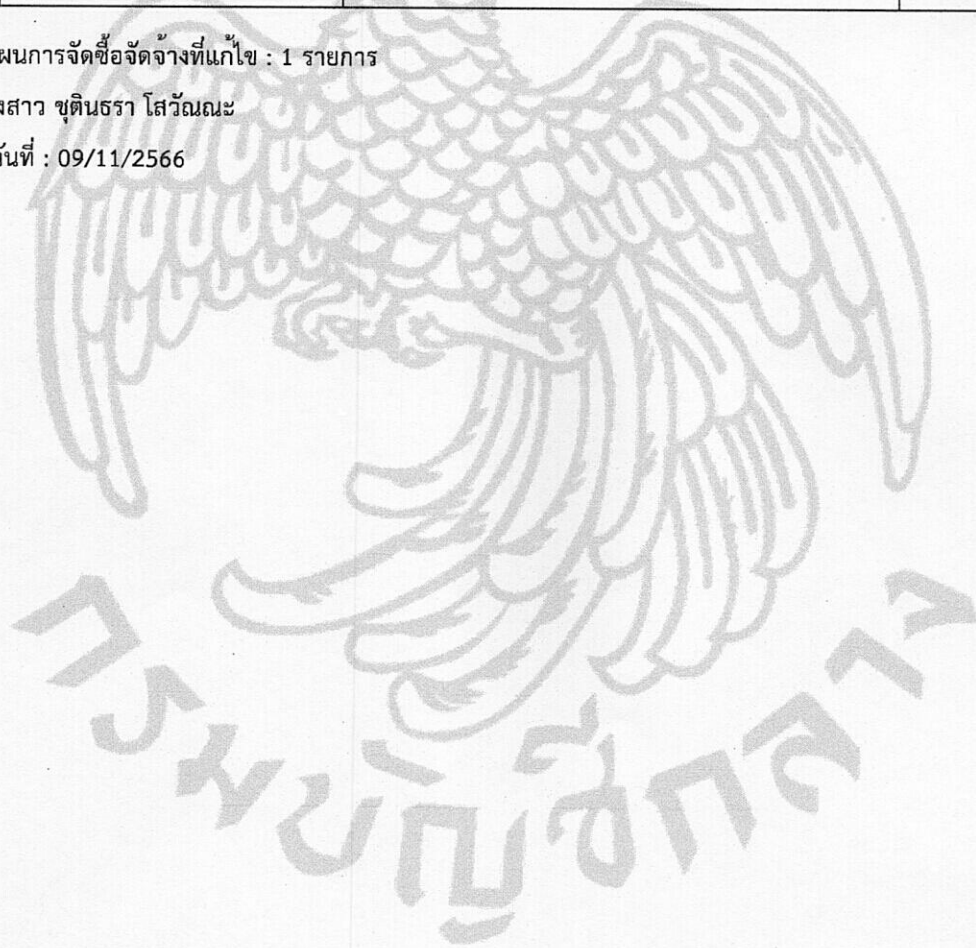 ผนการจัดซื้อจัดจ้างที่แก้ไข : 1 รายการ
งสาว ชุตินธรา โสวัณณะ
ันที่ : 09/11/2566
กรมบัญชีกลาง